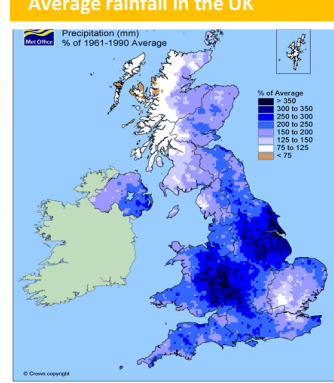 Average rainfall in the UK
Met Office
Precipitation (mm)
% of 1961-1990 Average
% of Average
> 350
300 to 350
250 to 300
200 to 250
150 to 200
125 to 150
75 to 125
< 75
© Crown copyright